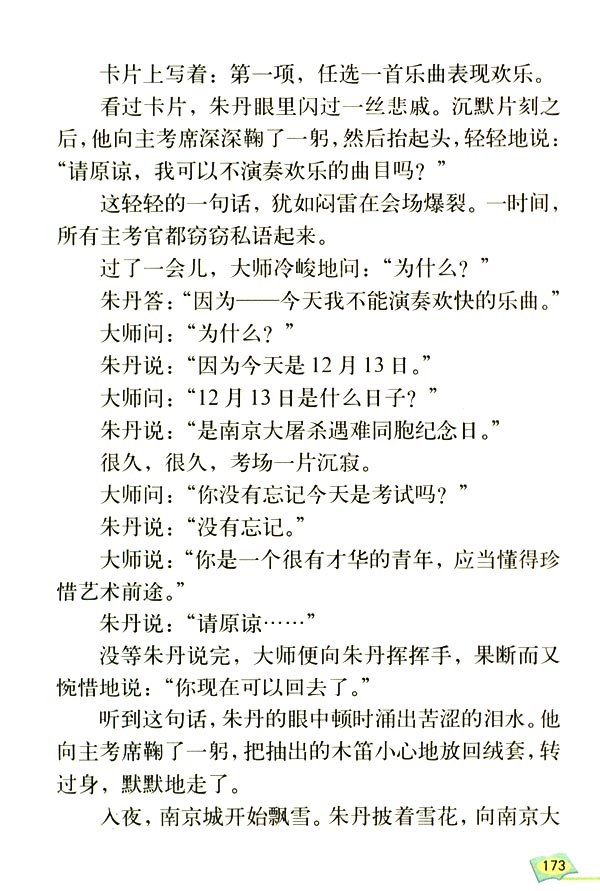 卡片上写着：第一项，任选一首乐曲表现欢乐。
看过卡片，朱丹眼里闪过一丝悲戚。沉默片刻之
后，他向主考席深深鞠了一躬，然后抬起头，轻轻地说：
“请原谅，我可以不演奏欢乐的曲目吗？”
这轻轻的一句话，犹如闷雷在会场爆裂。一时间，
所有主考官都窃窃私语起来。
过了一会儿，大师冷峻地问：“为什么？”
朱丹答：“因为——今天我不能演奏欢快的乐曲。”
大师问：“为什么？”
朱丹说：“因为今天是 12 月 13 日。”
大师问：“12 月 13 日是什么日子？”
朱丹说：“是南京大屠杀遇难同胞纪念日。”
很久，很久，考场一片沉寂。
大师问：“你没有忘记今天是考试吗？”
朱丹说：“没有忘记。”
大师说：“你是一个很有才华的青年，应当懂得珍
惜艺术前途。”
朱丹说：“请原谅……”
没等朱丹说完，大师便向朱丹挥挥手，果断而又
惋惜地说：“你现在可以回去了。”
听到这句话，朱丹的眼中顿时涌出苦涩的泪水。他
向主考席鞠了一躬，把抽出的木笛小心地放回绒套，转
过身，默默地走了。
入夜，南京城开始飘雪。朱丹披着雪花，向南京大
173